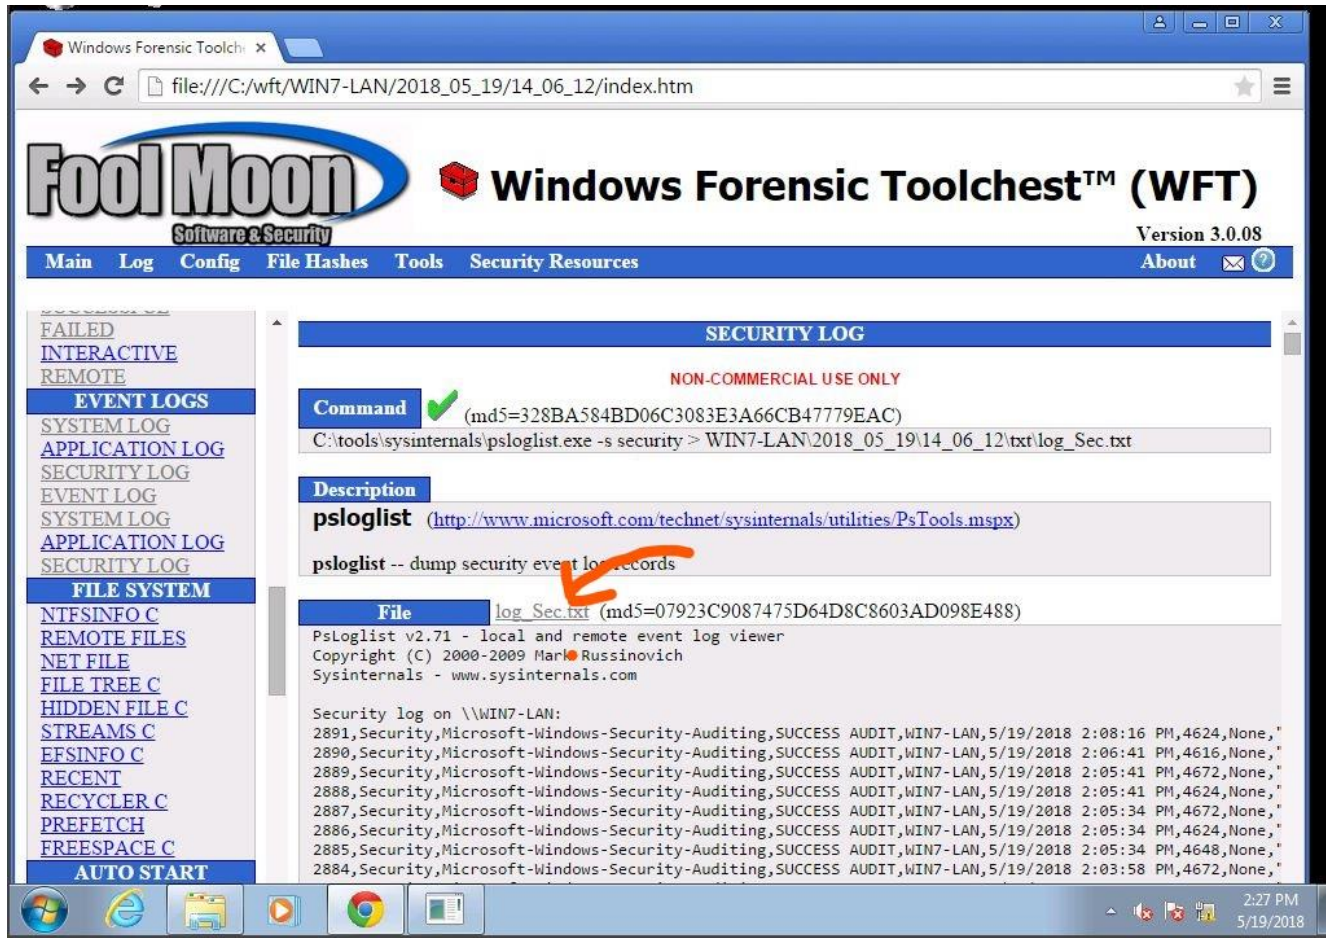 Windows Forensic Toolch
file:///C:/wft/WIN7-LAN/2018_05_19/14_06_12/index.htm
Fool Moon
Software & Security
Windows Forensic Toolchest™ (WFT)
Version 3.0.08
Main Log Config File Hashes Tools Security Resources About
FAILED
INTERACTIVE
REMOTE
EVENT LOGS
SYSTEM LOG
APPLICATION LOG
SECURITY LOG
EVENT LOG
SYSTEM LOG
APPLICATION LOG
SECURITY LOG
FILE SYSTEM
NTFSINFO C
REMOTE FILES
NET FILE
FILE TREE C
HIDDEN FILE C
STREAMS C
EFSINFO C
RECENT
RECYCLER C
PREFETCH
FREESPACE C
AUTO START
SECURITY LOG
NON-COMMERCIAL USE ONLY
Command (md5=328BA584BD06C3083E3A66CB47779EAC)
C:\tools\sysinternals\psloglist.exe -s security > WIN7-LAN\2018_05_19\14_06_12\txt\log_Sec.txt
Description
psloglist (http://www.microsoft.com/technet/sysinternals/utilities/PsTools.mspx)
psloglist -- dump security event log records
File log_Sec.txt (md5=07923C9087475D64D8C8603AD098E488)
PsLoglist v2.71 - local and remote event log viewer
Copyright (C) 2000-2009 Mark Russinovich
Sysinternals - www.sysinternals.com
Security log on \\WIN7-LAN:
2891,Security,Microsoft-Windows-Security-Auditing,SUCCESS AUDIT,WIN7-LAN,5/19/2018 2:08:16 PM,4624,None,"
2890,Security,Microsoft-Windows-Security-Auditing,SUCCESS AUDIT,WIN7-LAN,5/19/2018 2:06:41 PM,4616,None,"
2889,Security,Microsoft-Windows-Security-Auditing,SUCCESS AUDIT,WIN7-LAN,5/19/2018 2:05:41 PM,4672,None,"
2888,Security,Microsoft-Windows-Security-Auditing,SUCCESS AUDIT,WIN7-LAN,5/19/2018 2:05:41 PM,4624,None,"
2887,Security,Microsoft-Windows-Security-Auditing,SUCCESS AUDIT,WIN7-LAN,5/19/2018 2:05:34 PM,4672,None,"
2886,Security,Microsoft-Windows-Security-Auditing,SUCCESS AUDIT,WIN7-LAN,5/19/2018 2:05:34 PM,4624,None,"
2885,Security,Microsoft-Windows-Security-Auditing,SUCCESS AUDIT,WIN7-LAN,5/19/2018 2:05:34 PM,4648,None,"
2884,Security,Microsoft-Windows-Security-Auditing,SUCCESS AUDIT,WIN7-LAN,5/19/2018 2:03:58 PM,4672,None,"
2:27 PM
5/19/2018